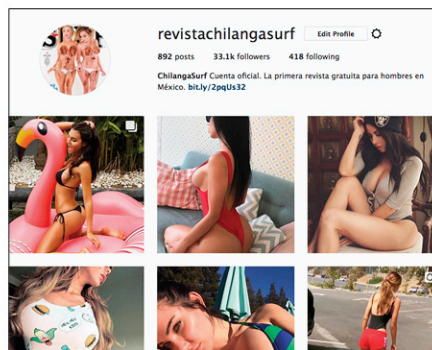 revistachilangasurf Edit Profile
892 posts 33.1k followers 418 following
ChilangaSurf Cuenta oficial. La primera revista gratuita para hombres en
México. bit.ly/2pqUs32